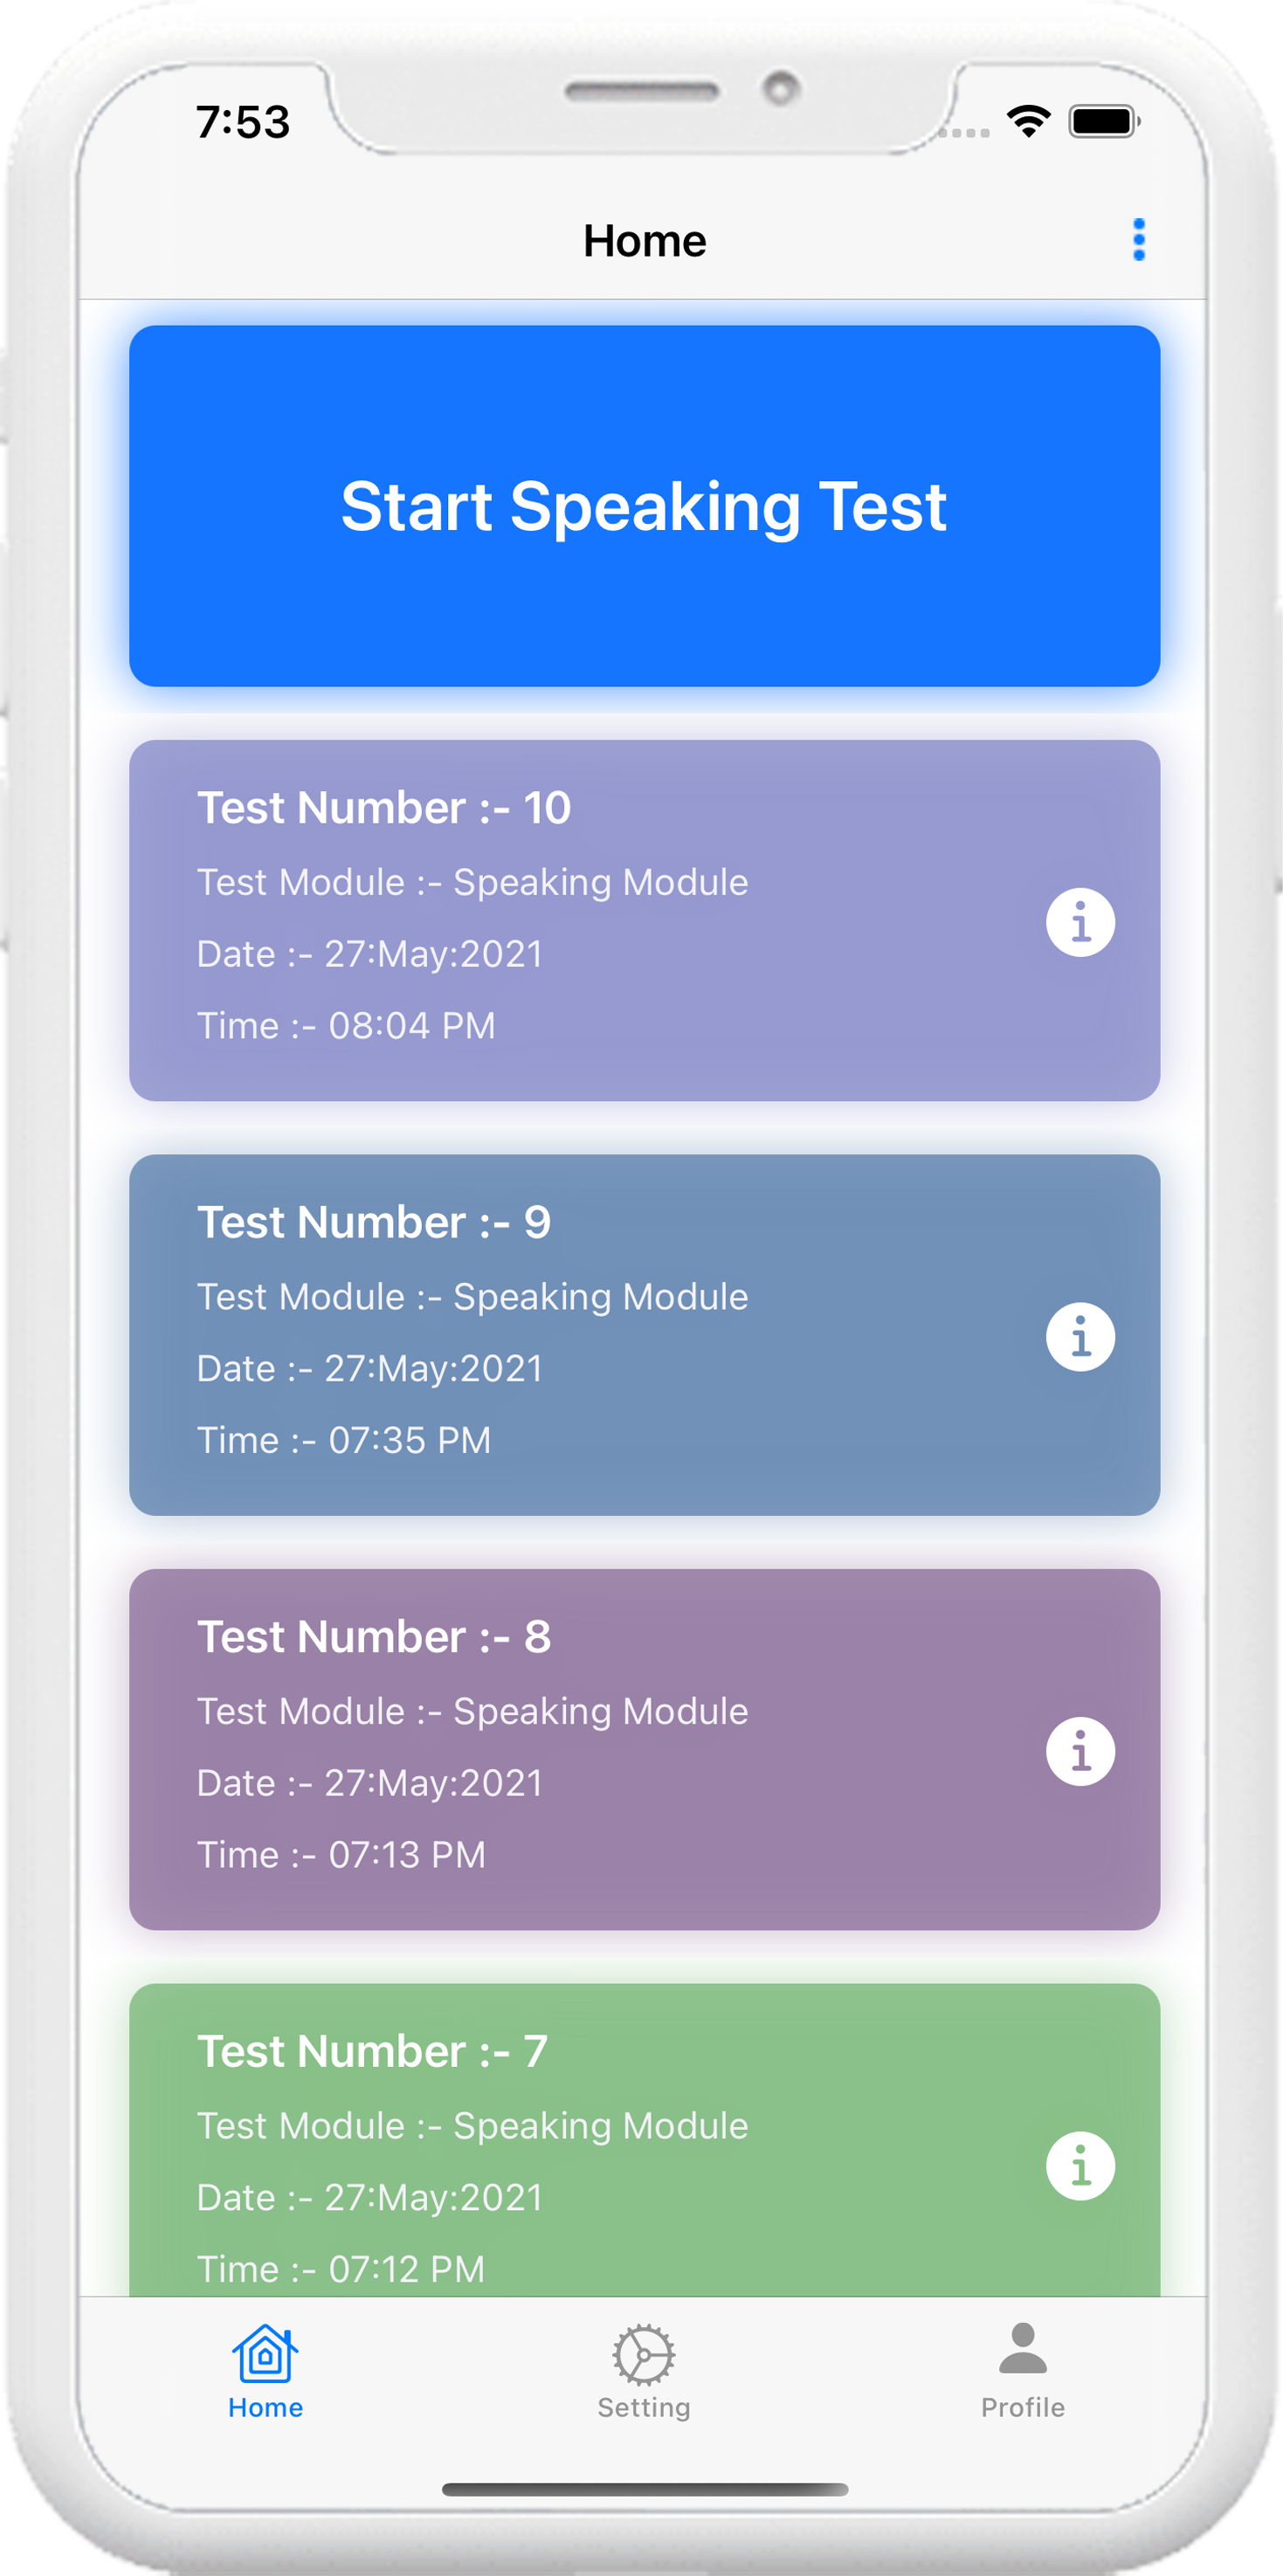 7:53
Home
Start Speaking Test
Test Number :- 10
Test Module :- Speaking Module
Date :- 27:May:2021
Time :- 08:04 PM
Test Number :- 9
Test Module :- Speaking Module
Date :- 27:May:2021
Time :- 07:35 PM
Test Number :- 8
Test Module :- Speaking Module
Date :- 27:May:2021
Time :- 07:13 PM
Test Number :- 7
Test Module :- Speaking Module
Date :- 27:May:2021
Time :- 07:12 PM
Home Setting Profile